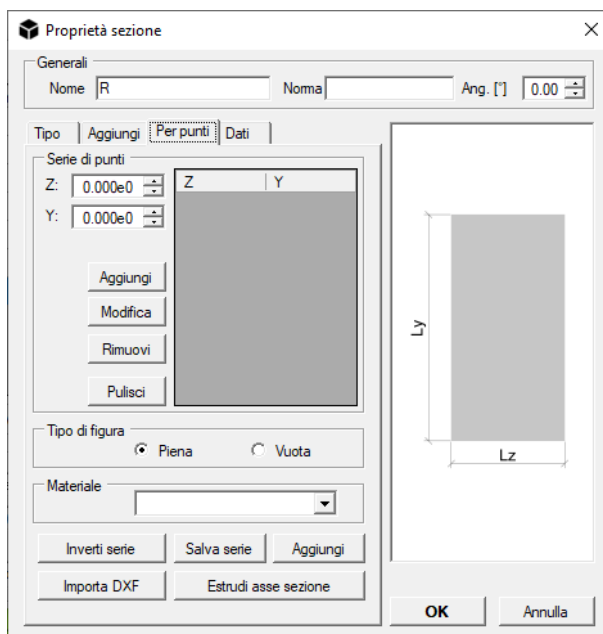 Proprietà sezione
Generali
Nome R Norma Ang. [°] 0.00
Tipo Aggiungi Per punti Dati
Serie di punti
Z: 0.000e0 Z Y
Y: 0.000e0
Aggiungi
Modifica
Rimuovi
Pulisci
Ly
Lz
Tipo di figura
Piena Vuota
Materiale
Inverti serie Salva serie Aggiungi
Importa DXF Estrudi asse sezione
OK Annulla